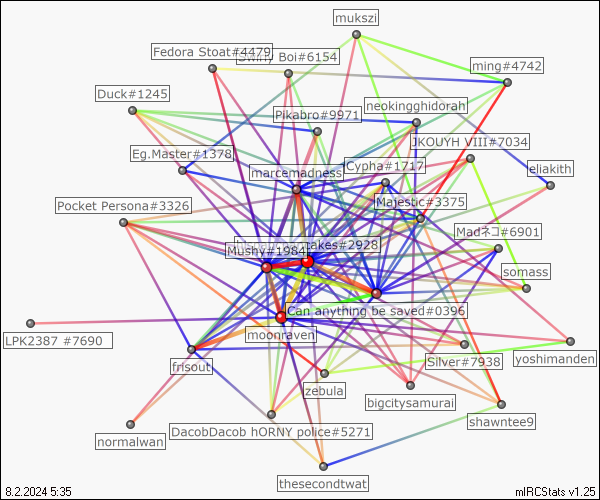 mukszi
Fedora Stoat#4479
Boi#6154
ming#4742
Duck#1245
neokingghidorah
Pikabro#9971
JKOUYH VIII#7034
Eg.Master#1378
marcemadness
Cypha#1717
eliakith
Majestic#3375
Pocket Persona#3326
Madネコ#6901
Mushy#1984
takes#2928
somass
Can anything be saved#0396
moonraven
LPK2387 #7690
frisout
Silver#7938
yoshimanden
zebula
bigcitysamurai
shawntee9
DacobDacob hORNY police#5271
normalwan
thesecondtwat
8.2.2024 5:35
mIRCStats v1.25